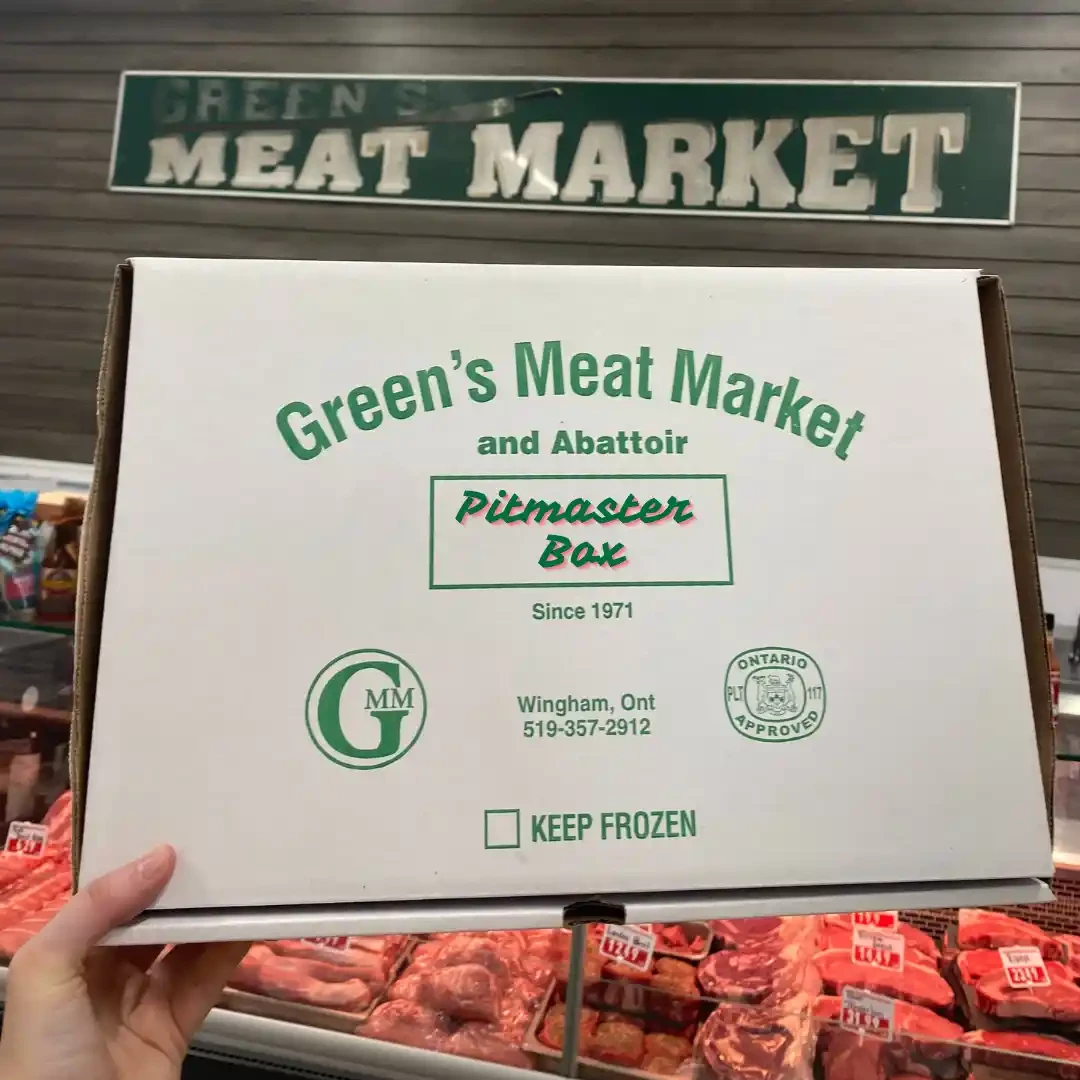 GREEN'S
MEAT MARKET
Green's Meat Market
and Abattoir
Pitmaster
Box
Since 1971
GMM
Wingham, Ont
519-357-2912
ONTARIO
PLT 117
APPROVED
KEEP FROZEN